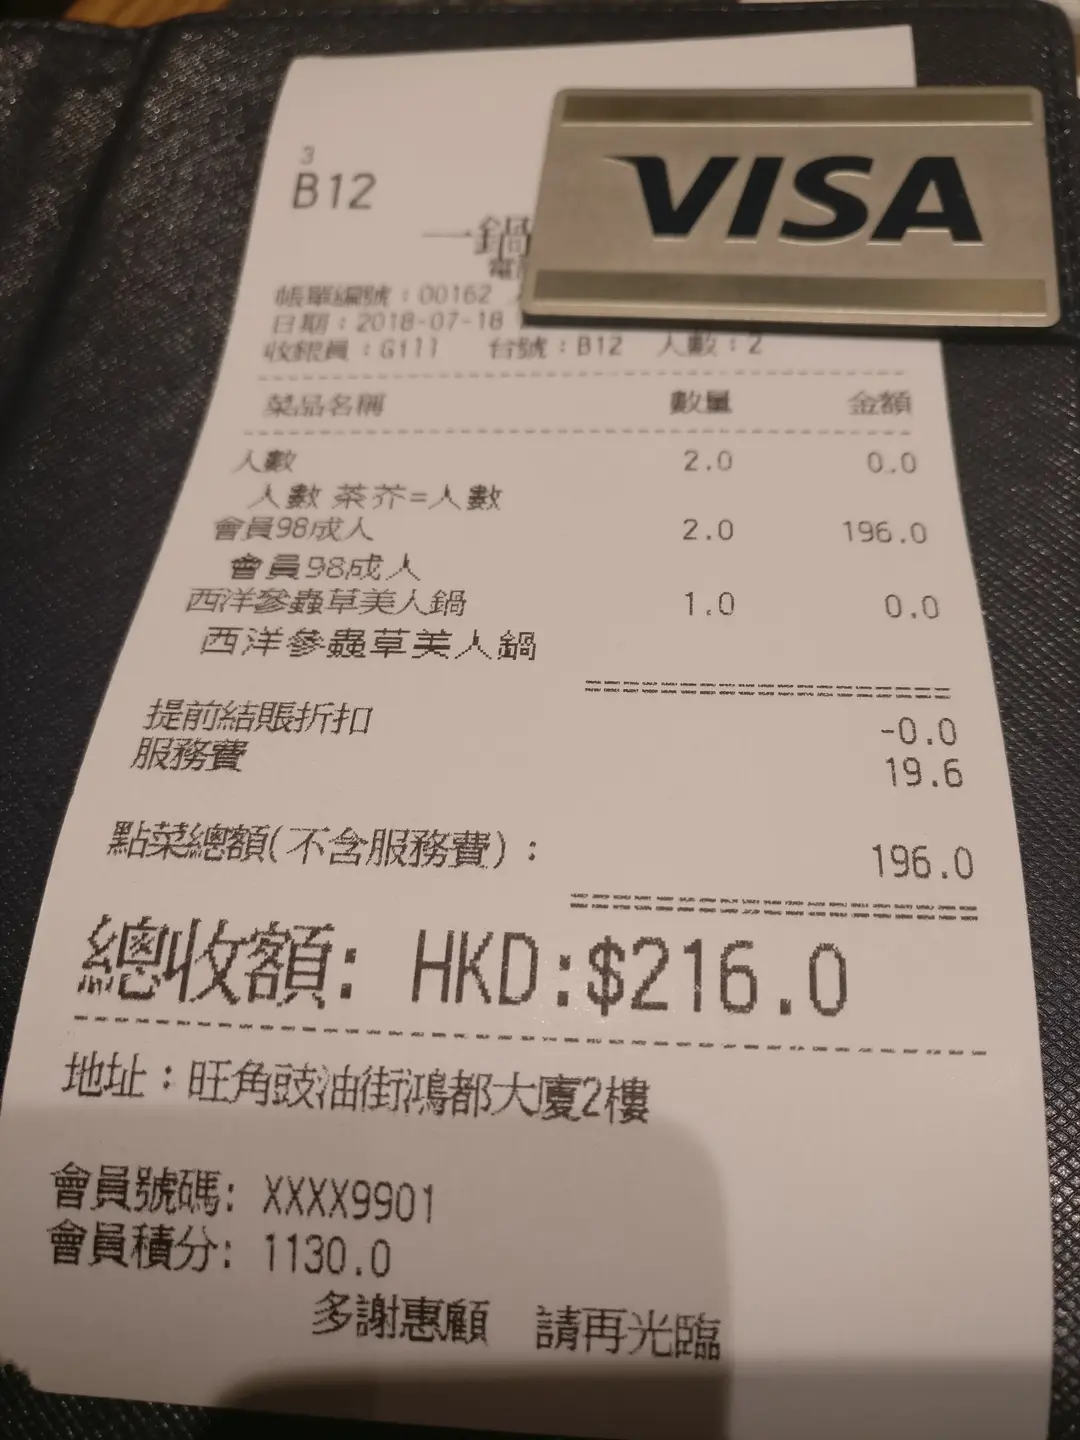 3
B12
VISA
一鍋
帳單編號：00162
日期：2018-07-18
收銀員：Gill 台號：B12 人數：2
菜品名稱 數量 金額
人數 2.0 0.0
人數 茶芥=人數
會員98成人 2.0 196.0
會員98成人
西洋參蟲草美人鍋 1.0 0.0
西洋參蟲草美人鍋
提前結賬折扣 -0.0
服務費 19.6
點菜總額(不含服務費)： 196.0
總收額: HKD:$216.0
地址：旺角豉油街鴻都大廈2樓
會員號碼: XXXX9901
會員積分: 1130.0
多謝惠顧 請再光臨